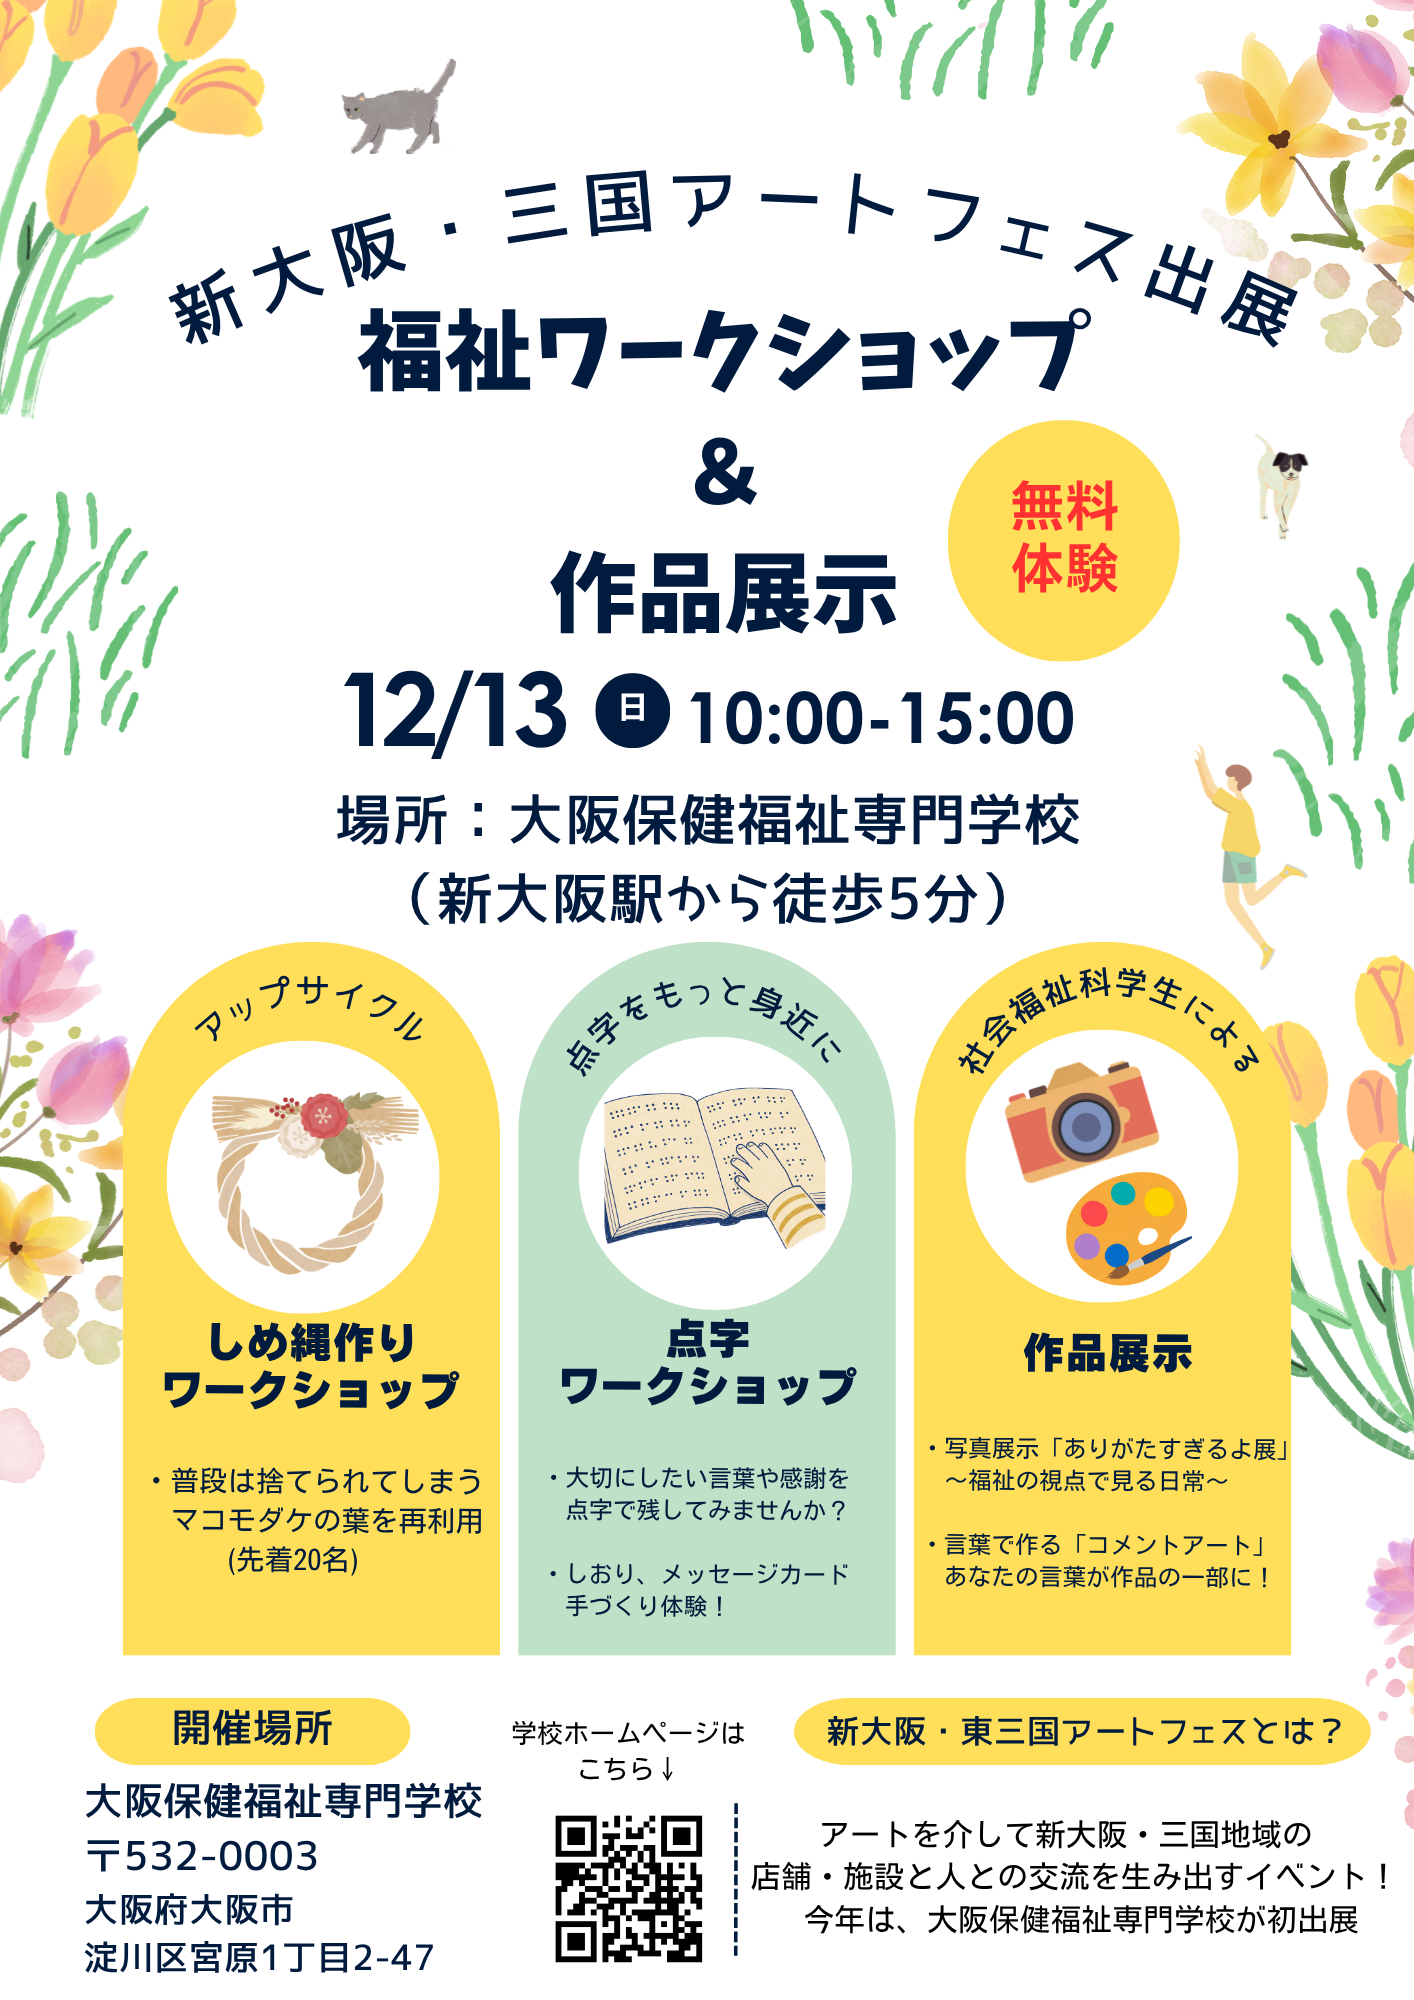 新大阪・三国アートフェス出展
福祉ワークショップ
&
作品展示
無料
体験
12/13 日 10:00-15:00
場所：大阪保健福祉専門学校
（新大阪駅から徒歩5分）
アップサイクル
しめ縄作り
ワークショップ
・普段は捨てられてしまう
マコモダケの葉を再利用
(先着20名)
点字をもっと身近に
点字
ワークショップ
・大切にしたい言葉や感謝を
点字で残してみませんか？
・しおり、メッセージカード
手づくり体験！
社会福祉科学生による
作品展示
・写真展示「ありがたすぎるよ展」
～福祉の視点で見る日常～
・言葉で作る「コメントアート」
あなたの言葉が作品の一部に！
開催場所
大阪保健福祉専門学校
〒532-0003
大阪府大阪市
淀川区宮原1丁目2-47
学校ホームページは
こちら↓
新大阪・東三国アートフェスとは？
アートを介して新大阪・三国地域の
店舗・施設と人との交流を生み出すイベント！
今年は、大阪保健福祉専門学校が初出展